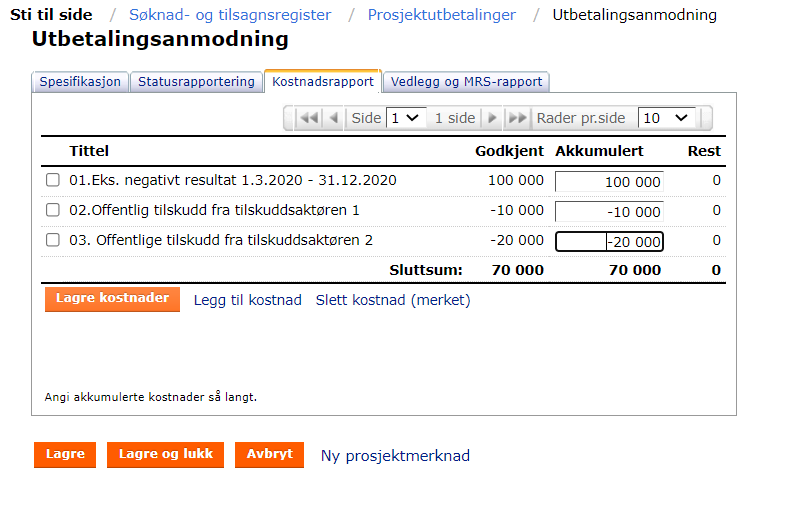 Sti til side / Søknad- og tilsagnsregister / Prosjektutbetalinger / Utbetalingsanmodning
Utbetalingsanmodning
Spesifikasjon Statusrapportering Kostnadsrapport Vedlegg og MRS-rapport
Side 1 1 side Rader pr.side 10
Tittel Godkjent Akkumulert Rest
01.Eks. negativt resultat 1.3.2020 - 31.12.2020 100 000 100 000 0
02.Offentlig tilskudd fra tilskuddsaktøren 1 -10 000 -10 000 0
03. Offentlige tilskudd fra tilskuddsaktøren 2 -20 000 -20 000 0
Sluttsum: 70 000 70 000 0
Lagre kostnader Legg til kostnad Slett kostnad (merket)
Angi akkumulerte kostnader så langt.
Lagre Lagre og lukk Avbryt Ny prosjektmerknad